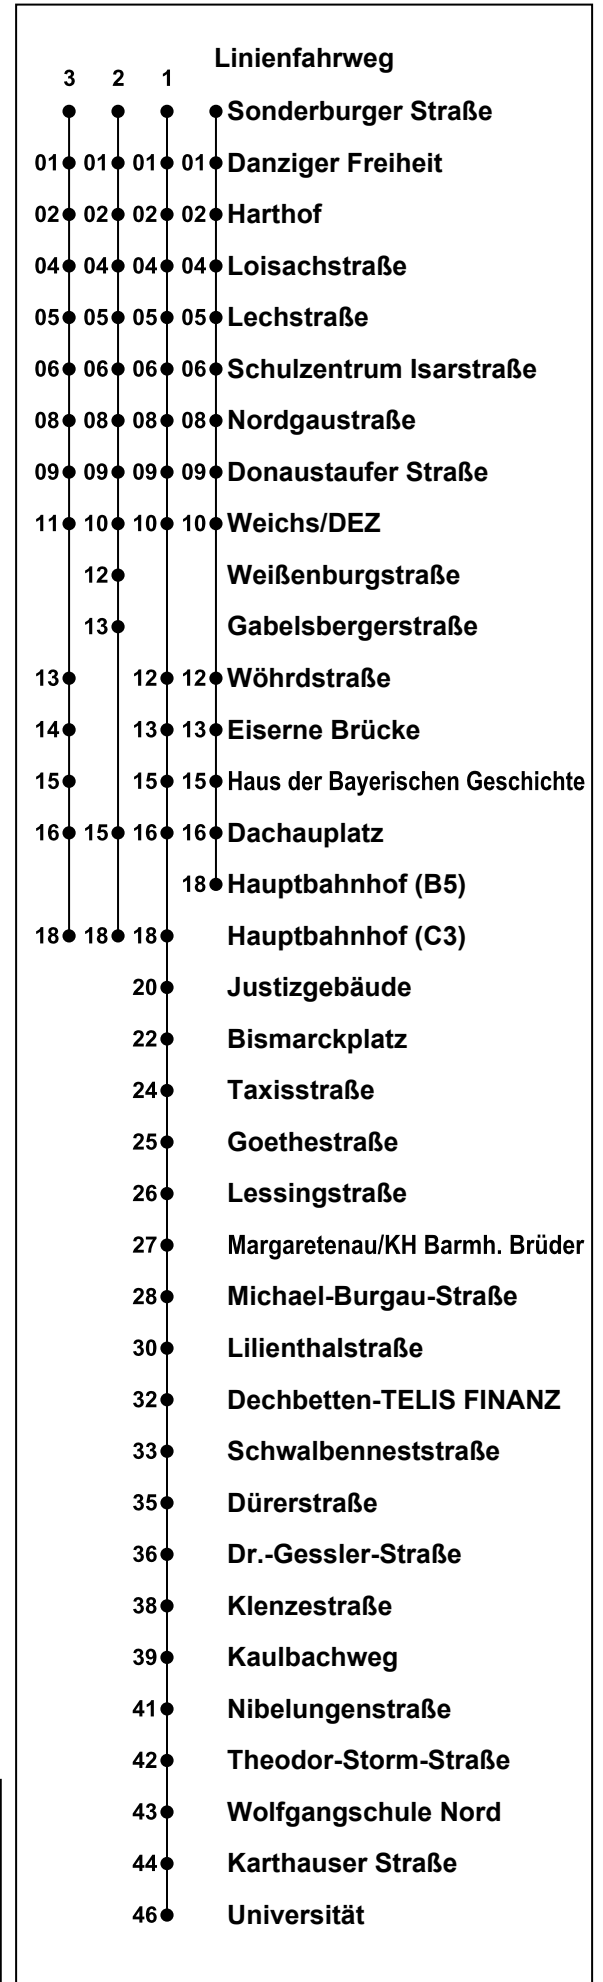 Linienfahrweg
3 2 1
Sonderburger Straße
01 01 01 01 Danziger Freiheit
02 02 02 02 Harthof
04 04 04 04 Loisachstraße
05 05 05 05 Lechstraße
06 06 06 06 Schulzentrum Isarstraße
08 08 08 08 Nordgaustraße
09 09 09 09 Donaustaufer Straße
11 10 10 10 Weichs/DEZ
12 Weißenburgstraße
13 Gabelsbergerstraße
13 12 12 Wöhrdstraße
14 13 13 Eiserne Brücke
15 15 15 Haus der Bayerischen Geschichte
16 15 16 16 Dachauplatz
18 Hauptbahnhof (B5)
18 18 18 Hauptbahnhof (C3)
20 Justizgebäude
22 Bismarckplatz
24 Taxisstraße
25 Goethestraße
26 Lessingstraße
27 Margaretenau/KH Barmh. Brüder
28 Michael-Burgau-Straße
30 Lilienthalstraße
32 Dechbetten-TELIS FINANZ
33 Schwalbenneststraße
35 Dürerstraße
36 Dr.-Gessler-Straße
38 Klenzestraße
39 Kaulbachweg
41 Nibelungenstraße
42 Theodor-Storm-Straße
43 Wolfgangschule Nord
44 Karthauser Straße
46 Universität